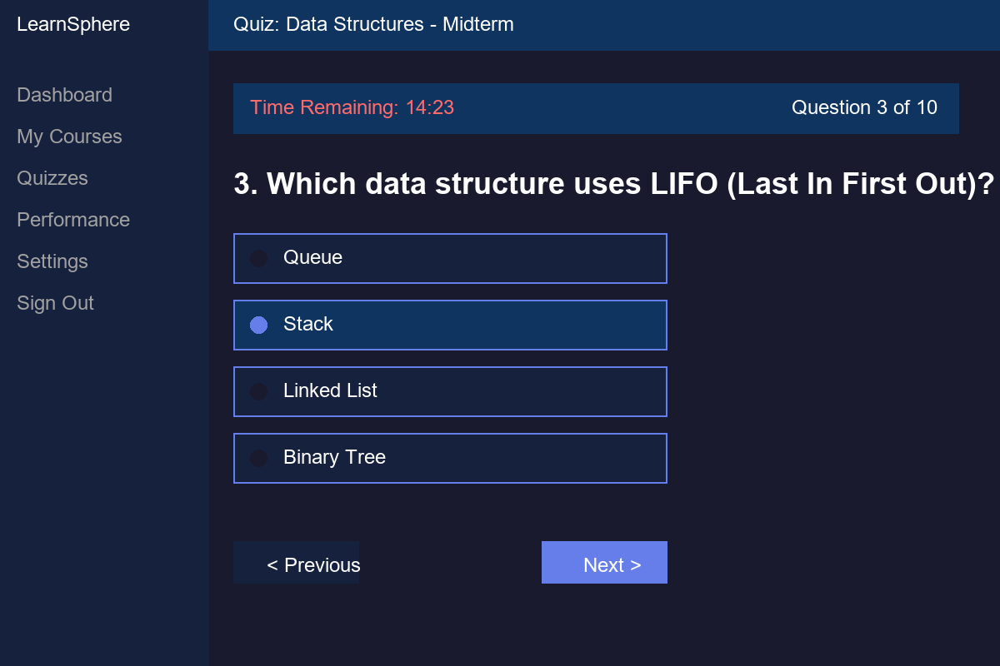 LearnSphere
Dashboard
My Courses
Quizzes
Performance
Settings
Sign Out
Quiz: Data Structures - Midterm
Time Remaining: 14:23
Question 3 of 10
3. Which data structure uses LIFO (Last In First Out)?
Queue
Stack
Linked List
Binary Tree
< Previous
Next >